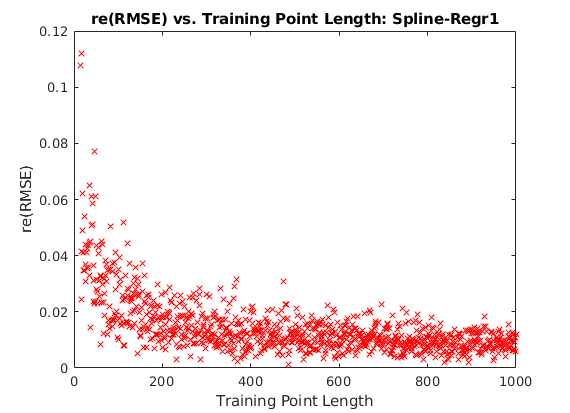 re(RMSE) vs. Training Point Length: Spline-Regr1
0.12
0.1
0.08
0.06
0.04
0.02
0
re(RMSE)
0 200 400 600 800 1000
Training Point Length